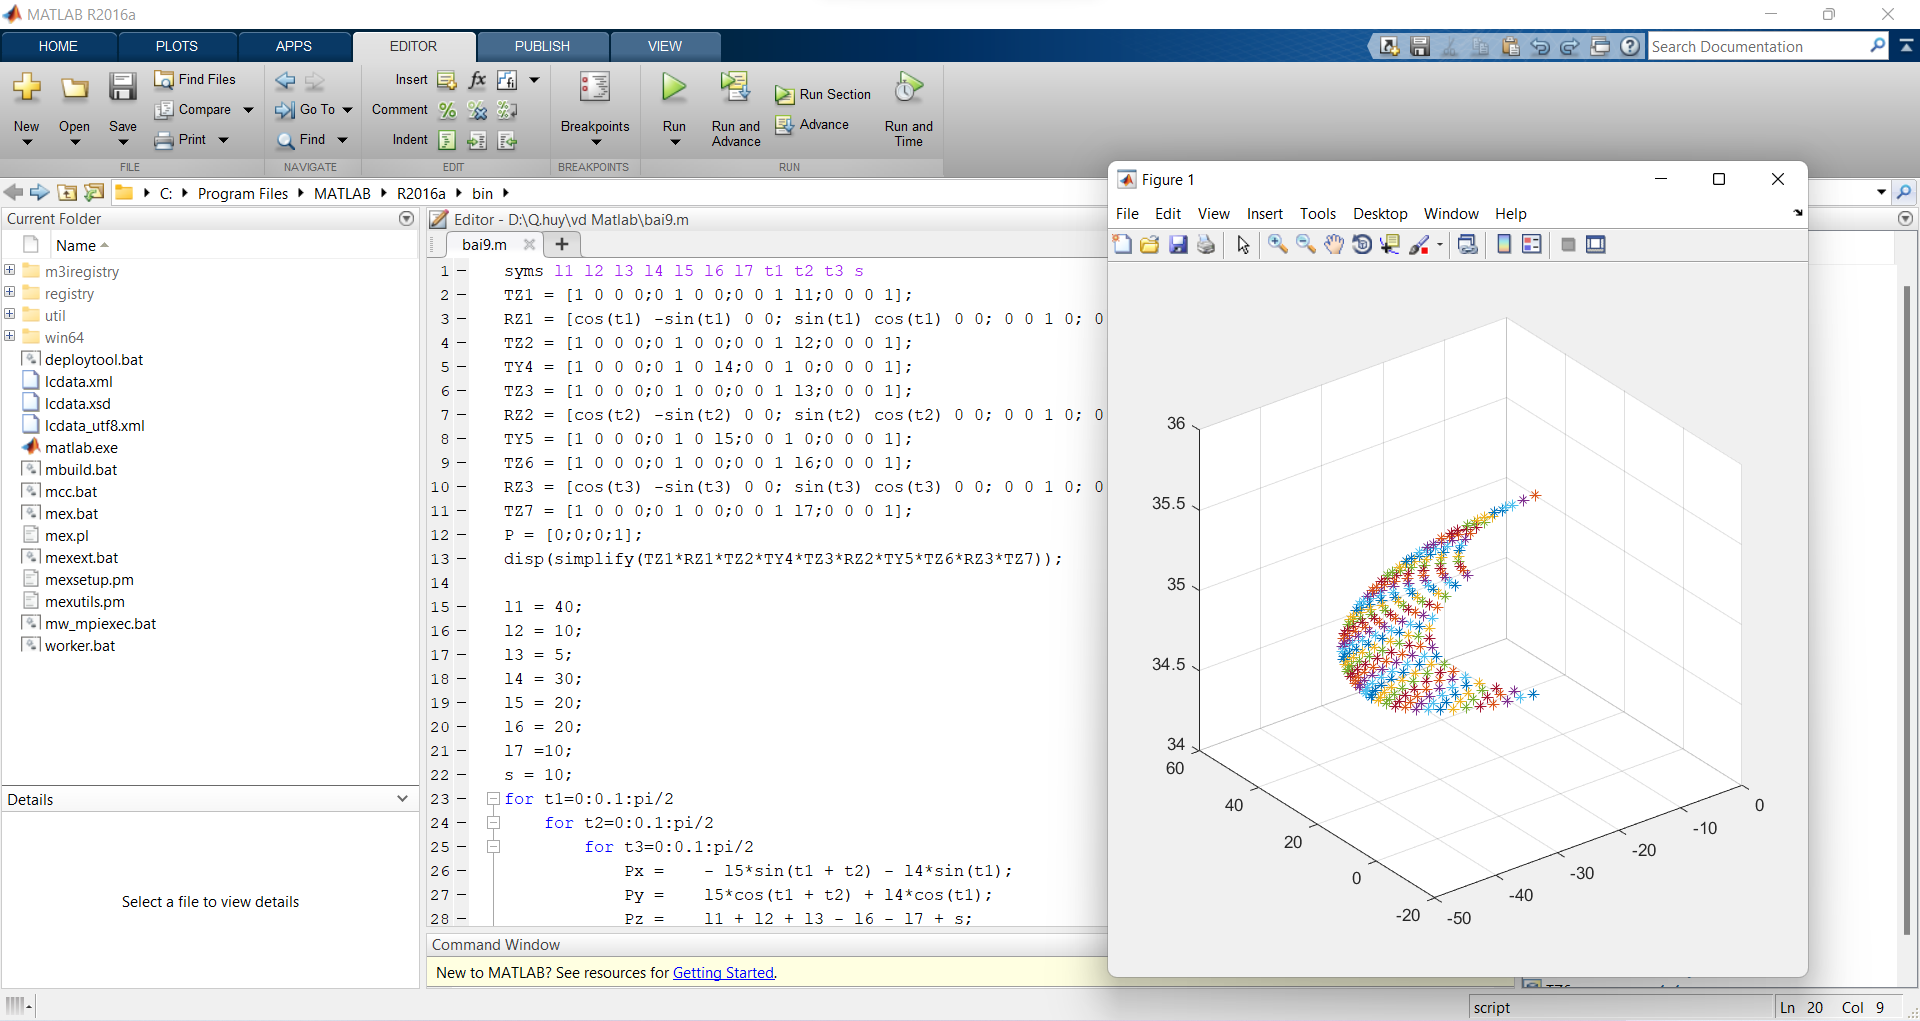 MATLAB R2016a
HOME PLOTS APPS EDITOR PUBLISH VIEW
Search Documentation
New Open Save
Find Files
Compare
Print
FILE
Go To
Find
NAVIGATE
Insert fx
Comment
Indent
EDIT
Breakpoints
BREAKPOINTS
Run
Run and Advance
Run Section
Advance
Run and Time
RUN
C: Program Files MATLAB R2016a bin
Current Folder
Name
m3iregistry
registry
util
win64
deploytool.bat
lcdata.xml
lcdata.xsd
lcdata_utf8.xml
matlab.exe
mbuild.bat
mcc.bat
mex.bat
mex.pl
mexext.bat
mexsetup.pm
mexutils.pm
mw_mpiexec.bat
worker.bat
Details
Select a file to view details
Editor - D:\Q.huy\vd Matlab\bai9.m
bai9.m
1 – syms l1 l2 l3 l4 l5 l6 l7 t1 t2 t3 s
2 – TZ1 = [1 0 0 0;0 1 0 0;0 0 1 l1;0 0 0 1];
3 – RZ1 = [cos(t1) -sin(t1) 0 0; sin(t1) cos(t1) 0 0; 0 0 1 0; 0
4 – TZ2 = [1 0 0 0;0 1 0 0;0 0 1 l2;0 0 0 1];
5 – TY4 = [1 0 0 0;0 1 0 l4;0 0 1 0;0 0 0 1];
6 – TZ3 = [1 0 0 0;0 1 0 0;0 0 1 l3;0 0 0 1];
7 – RZ2 = [cos(t2) -sin(t2) 0 0; sin(t2) cos(t2) 0 0; 0 0 1 0; 0
8 – TY5 = [1 0 0 0;0 1 0 l5;0 0 1 0;0 0 0 1];
9 – TZ6 = [1 0 0 0;0 1 0 0;0 0 1 l6;0 0 0 1];
10 – RZ3 = [cos(t3) -sin(t3) 0 0; sin(t3) cos(t3) 0 0; 0 0 1 0; 0
11 – TZ7 = [1 0 0 0;0 1 0 0;0 0 1 l7;0 0 0 1];
12 – P = [0;0;0;1];
13 – disp(simplify(TZ1*RZ1*TZ2*TY4*TZ3*RZ2*TY5*TZ6*RZ3*TZ7));
14
15 – l1 = 40;
16 – l2 = 10;
17 – l3 = 5;
18 – l4 = 30;
19 – l5 = 20;
20 – l6 = 20;
21 – l7 =10;
22 – s = 10;
23 – for t1=0:0.1:pi/2
24 – for t2=0:0.1:pi/2
25 – for t3=0:0.1:pi/2
26 – Px = - l5*sin(t1 + t2) - l4*sin(t1);
27 – Py = l5*cos(t1 + t2) + l4*cos(t1);
28 – Pz = l1 + l2 + l3 - l6 - l7 + s;
Command Window
New to MATLAB? See resources for Getting Started.
Figure 1
File Edit View Insert Tools Desktop Window Help
36
35.5
35
34.5
34
60
40
20
0
-20
-50
-40
-30
-20
-10
0
script
Ln 20 Col 9